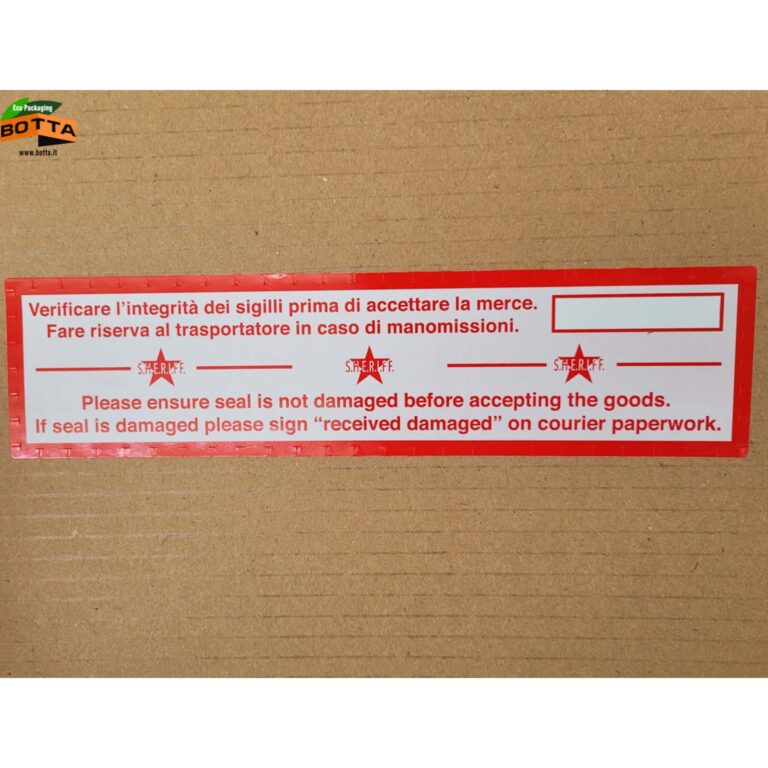 Eco Packaging
BOTTA
www.botta.it
Verificare l'integrità dei sigilli prima di accettare la merce.
Fare riserva al trasportatore in caso di manomissioni.
S.H.E.R.I.F.F. S.H.E.R.I.F.F. S.H.E.R.I.F.F.
Please ensure seal is not damaged before accepting the goods.
If seal is damaged please sign “received damaged” on courier paperwork.